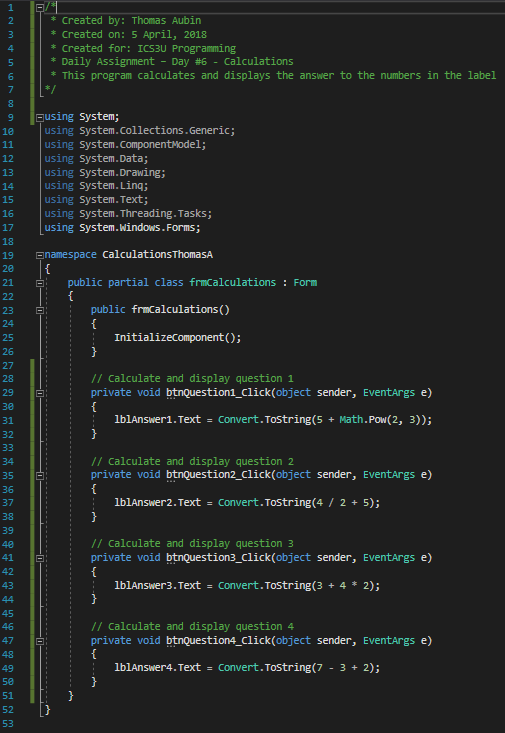 1 /*
2 * Created by: Thomas Aubin
3 * Created on: 5 April, 2018
4 * Created for: ICS3U Programming
5 * Daily Assignment – Day #6 - Calculations
6 * This program calculates and displays the answer to the numbers in the label
7 */
8
9 using System;
10 using System.Collections.Generic;
11 using System.ComponentModel;
12 using System.Data;
13 using System.Drawing;
14 using System.Linq;
15 using System.Text;
16 using System.Threading.Tasks;
17 using System.Windows.Forms;
18
19 namespace CalculationsThomasA
20 {
21 public partial class frmCalculations : Form
22 {
23 public frmCalculations()
24 {
25 InitializeComponent();
26 }
27
28 // Calculate and display question 1
29 private void btnQuestion1_Click(object sender, EventArgs e)
30 {
31 lblAnswer1.Text = Convert.ToString(5 + Math.Pow(2, 3));
32 }
33
34 // Calculate and display question 2
35 private void btnQuestion2_Click(object sender, EventArgs e)
36 {
37 lblAnswer2.Text = Convert.ToString(4 / 2 + 5);
38 }
39
40 // Calculate and display question 3
41 private void btnQuestion3_Click(object sender, EventArgs e)
42 {
43 lblAnswer3.Text = Convert.ToString(3 + 4 * 2);
44 }
45
46 // Calculate and display question 4
47 private void btnQuestion4_Click(object sender, EventArgs e)
48 {
49 lblAnswer4.Text = Convert.ToString(7 - 3 + 2);
50 }
51 }
52 }
53